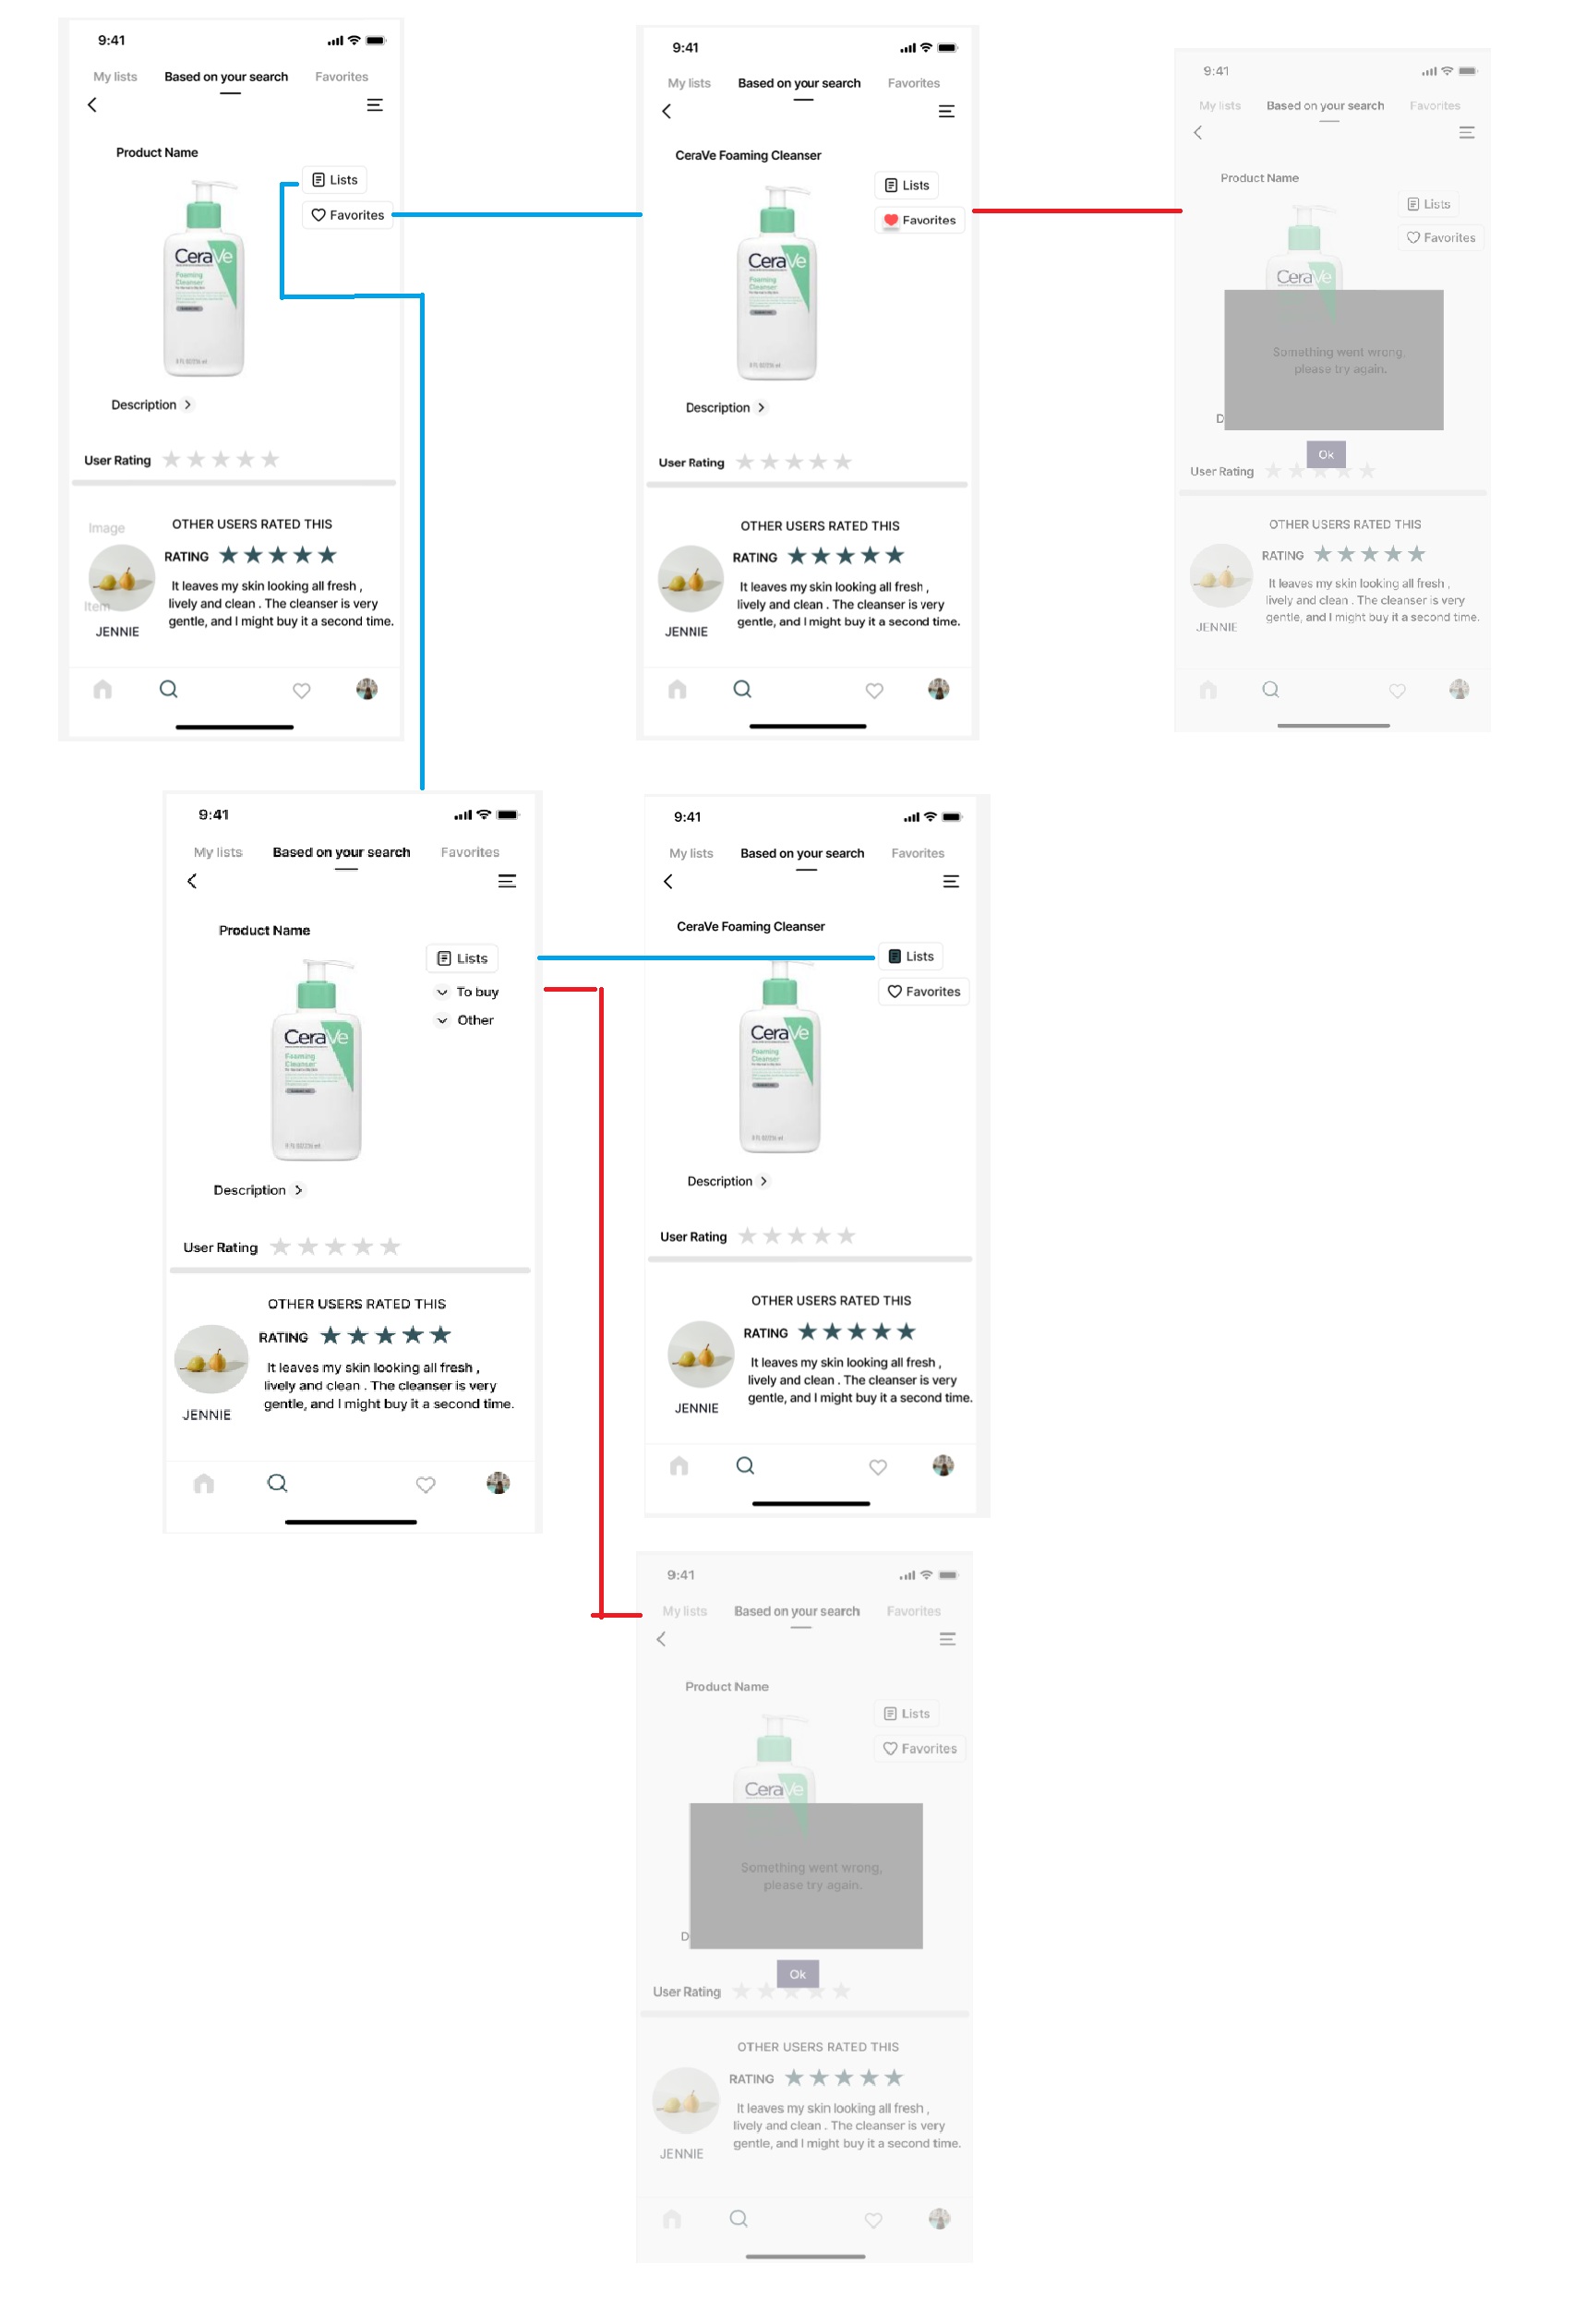 9:41
My lists Based on your search Favorites
Product Name
Lists
Favorites
CeraVe
Foaming
Cleanser
Description
User Rating
Image
OTHER USERS RATED THIS
RATING
It leaves my skin looking all fresh ,
lively and clean . The cleanser is very
gentle, and I might buy it a second time.
Item
JENNIE
9:41
My lists Based on your search Favorites
CeraVe Foaming Cleanser
Lists
Favorites
CeraVe
Foaming
Cleanser
Description
User Rating
OTHER USERS RATED THIS
RATING
It leaves my skin looking all fresh ,
lively and clean . The cleanser is very
gentle, and I might buy it a second time.
JENNIE
9:41
My lists Based on your search Favorites
Product Name
Lists
Favorites
CeraVe
Something went wrong,
please try again.
D
Ok
User Rating
OTHER USERS RATED THIS
RATING
It leaves my skin looking all fresh ,
lively and clean . The cleanser is very
gentle, and I might buy it a second time.
JENNIE
9:41
My lists Based on your search Favorites
Product Name
Lists
To buy
Other
CeraVe
Foaming
Cleanser
Description
User Rating
OTHER USERS RATED THIS
RATING
It leaves my skin looking all fresh ,
lively and clean . The cleanser is very
gentle, and I might buy it a second time.
JENNIE
9:41
My lists Based on your search Favorites
CeraVe Foaming Cleanser
Lists
Favorites
CeraVe
Foaming
Cleanser
Description
User Rating
OTHER USERS RATED THIS
RATING
It leaves my skin looking all fresh ,
lively and clean . The cleanser is very
gentle, and I might buy it a second time.
JENNIE
9:41
My lists Based on your search Favorites
Product Name
Lists
Favorites
CeraVe
Something went wrong,
please try again.
D
Ok
User Rating
OTHER USERS RATED THIS
RATING
It leaves my skin looking all fresh ,
lively and clean . The cleanser is very
gentle, and I might buy it a second time.
JENNIE